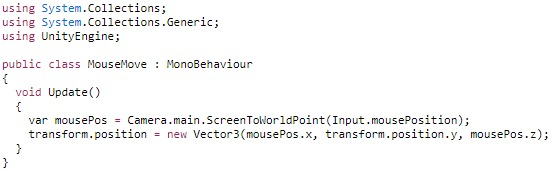 using System.Collections;
using System.Collections.Generic;
using UnityEngine;
public class MouseMove : MonoBehaviour
{
  void Update()
  {
    var mousePos = Camera.main.ScreenToWorldPoint(Input.mousePosition);
    transform.position = new Vector3(mousePos.x, transform.position.y, mousePos.z);
  }
}